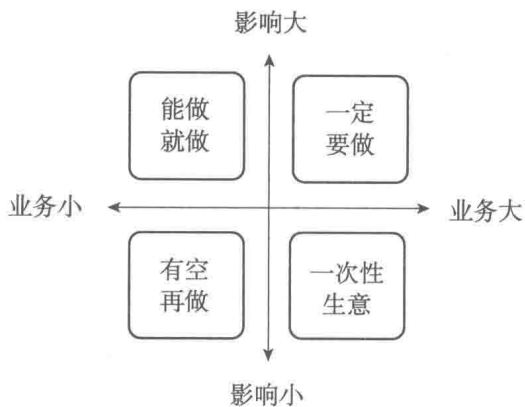 影响大
能做
就做
一定
要做
业务小
业务大
有空
再做
一次性
生意
影响小